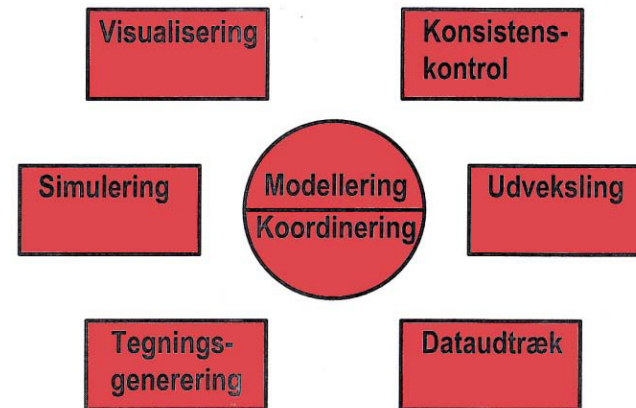 Visualisering
Konsistens-
kontrol
Simulering
Modellering
Koordinering
Udveksling
Tegnings-
generering
Dataudtræk